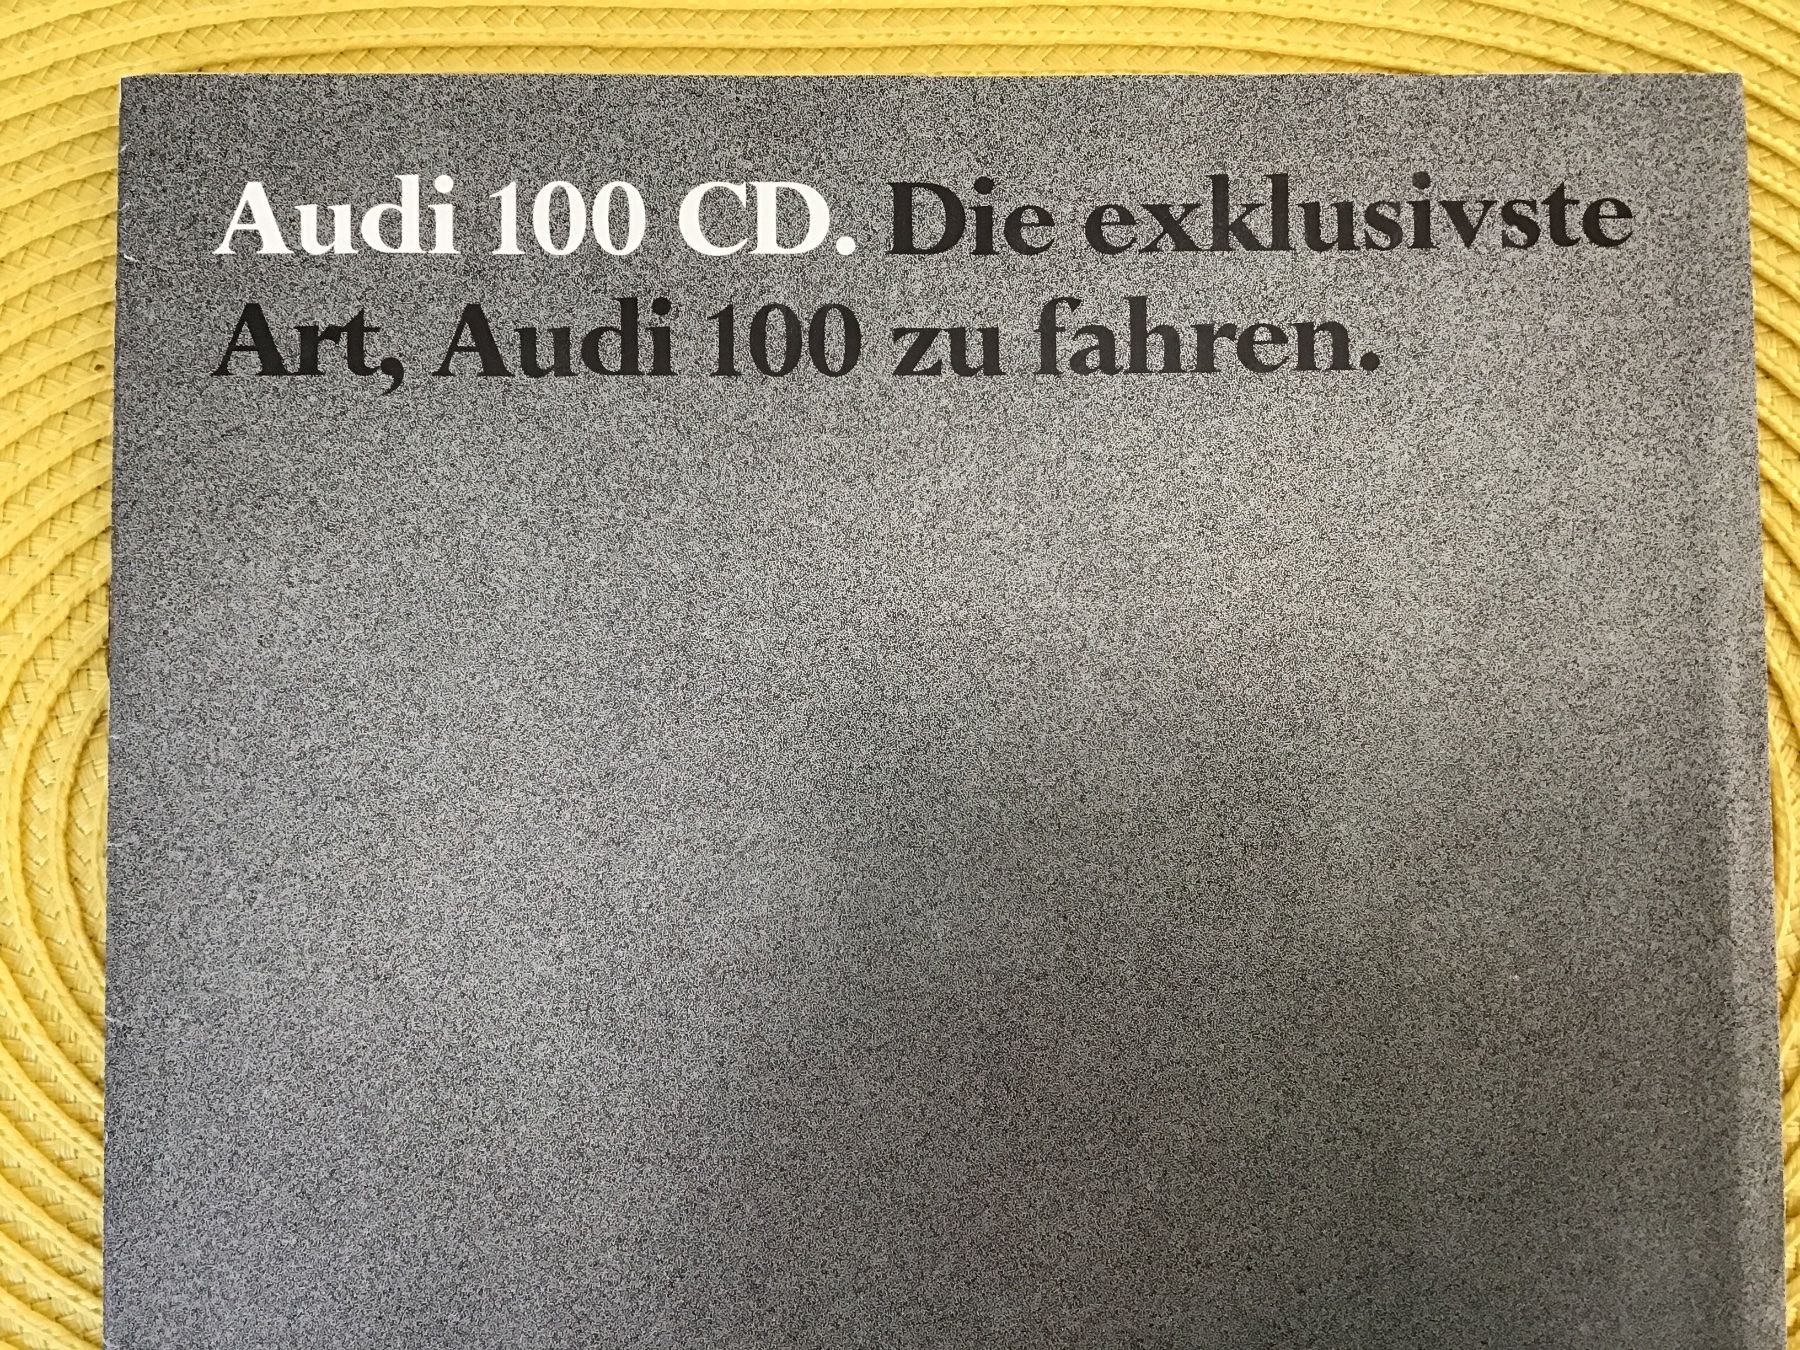 Audi 100 CD. Die exklusivste
Art, Audi 100 zu fahren.